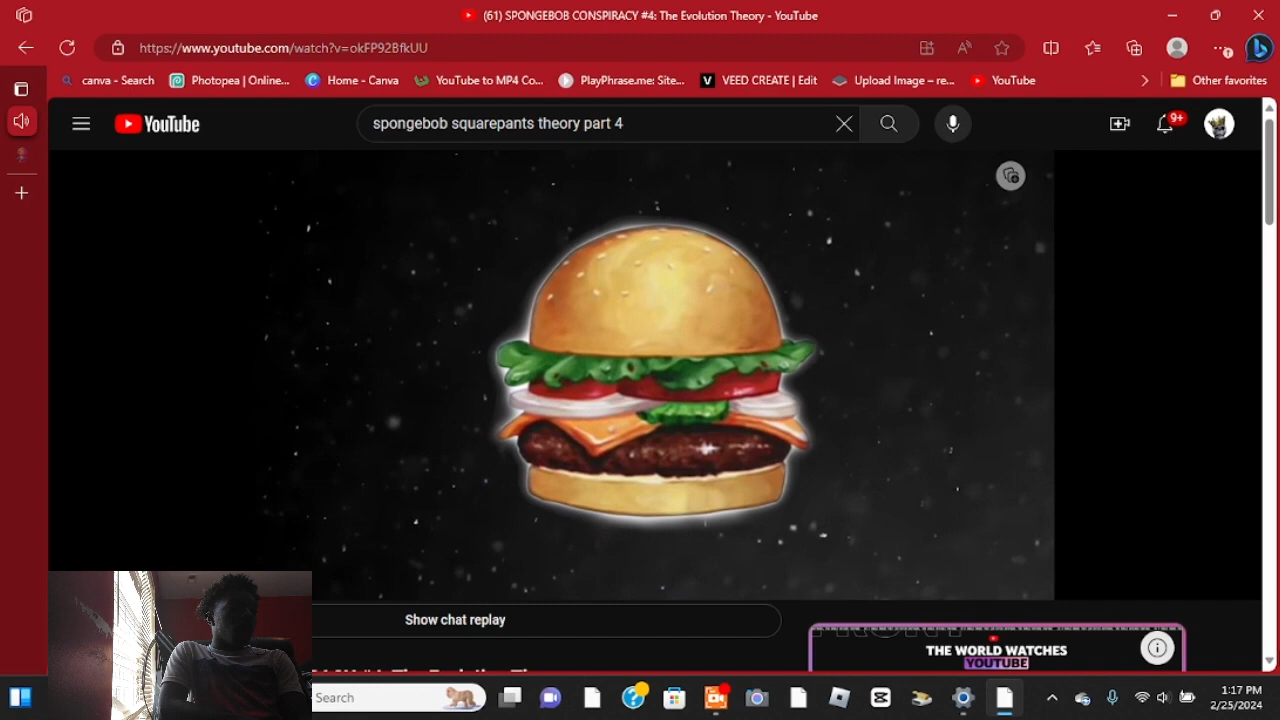 (61) SPONGEBOB CONSPIRACY #4: The Evolution Theory - YouTube
https://www.youtube.com/watch?v=okFP92BfkUU
canva - Search
Photopea | Online...
Home - Canva
YouTube to MP4 Co...
PlayPhrase.me: Site...
VEED CREATE | Edit
Upload Image – re...
YouTube
Other favorites
YouTube
spongebob squarepants theory part 4
9+
Show chat replay
THE WORLD WATCHES
YOUTUBE
Search
1:17 PM
2/25/2024